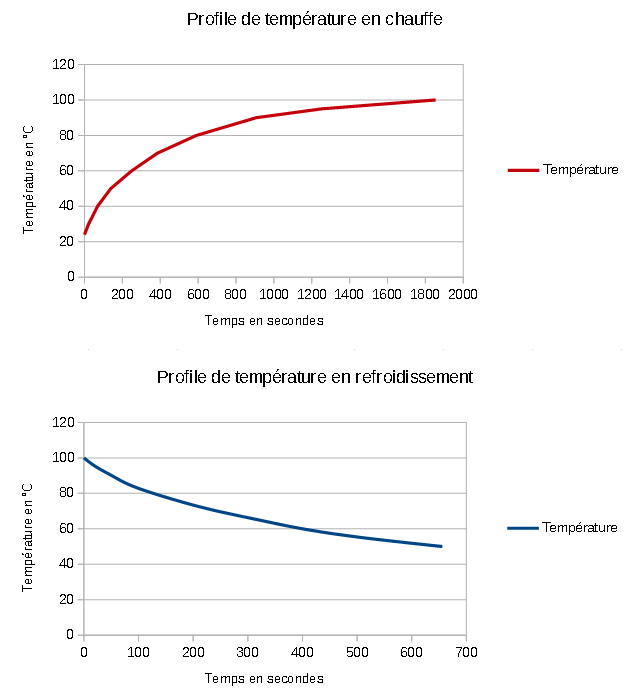 Profile de température en chauffe
120
100
80
60
40
20
0
Température en °C
0 200 400 600 800 1000 1200 1400 1600 1800 2000
Temps en secondes
Température
Profile de température en refroidissement
120
100
80
60
40
20
0
Température en °C
0 100 200 300 400 500 600 700
Temps en secondes
Température